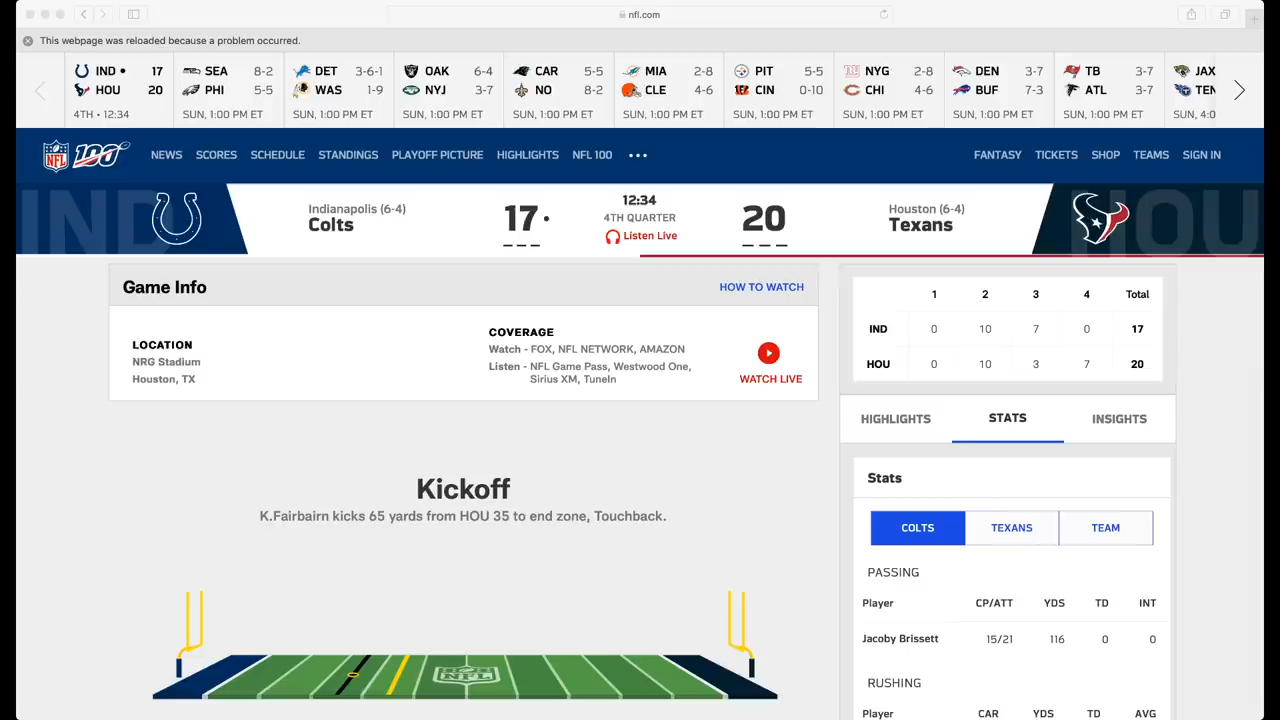 nfl.com
This webpage was reloaded because a problem occurred.
IND • 17
HOU 20
4TH • 12:34
SEA 8-2
PHI 5-5
SUN, 1:00 PM ET
DET 3-6-1
WAS 1-9
SUN, 1:00 PM ET
OAK 6-4
NYJ 3-7
SUN, 1:00 PM ET
CAR 5-5
NO 8-2
SUN, 1:00 PM ET
MIA 2-8
CLE 4-6
SUN, 1:00 PM ET
PIT 5-5
CIN 0-10
SUN, 1:00 PM ET
NYG 2-8
CHI 4-6
SUN, 1:00 PM ET
DEN 3-7
BUF 7-3
SUN, 1:00 PM ET
TB 3-7
ATL 3-7
SUN, 1:00 PM ET
JAX
TEN
SUN, 4:0
NFL 100 NEWS SCORES SCHEDULE STANDINGS PLAYOFF PICTURE HIGHLIGHTS NFL 100 ••• FANTASY TICKETS SHOP TEAMS SIGN IN
IND
Indianapolis (6-4)
Colts
17 •
12:34
4TH QUARTER
Listen Live
20
Houston (6-4)
Texans
HOU
Game Info HOW TO WATCH
LOCATION
NRG Stadium
Houston, TX
COVERAGE
Watch - FOX, NFL NETWORK, AMAZON
Listen - NFL Game Pass, Westwood One,
Sirius XM, TuneIn
WATCH LIVE
Kickoff
K.Fairbairn kicks 65 yards from HOU 35 to end zone, Touchback.
NFL
1 2 3 4 Total
IND 0 10 7 0 17
HOU 0 10 3 7 20
HIGHLIGHTS STATS INSIGHTS
Stats
COLTS TEXANS TEAM
PASSING
Player CP/ATT YDS TD INT
Jacoby Brissett 15/21 116 0 0
RUSHING
Player CAR YDS TD AVG